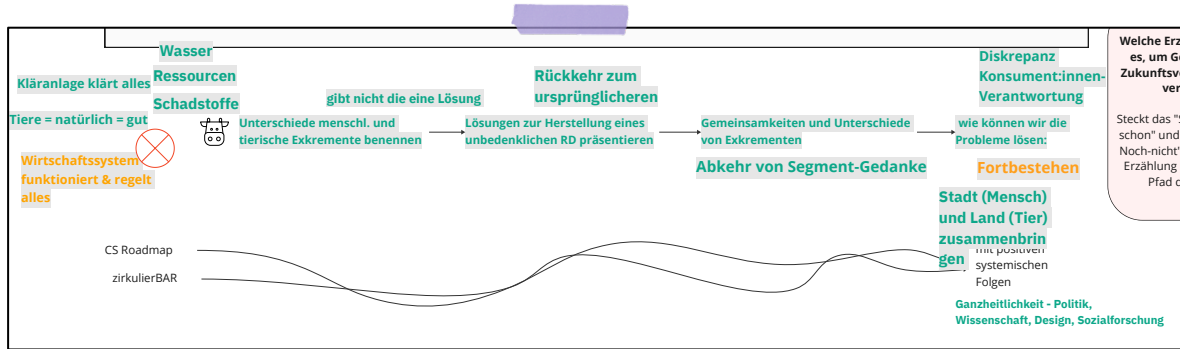 Wasser
Ressourcen
Schadstoffe
Kläranlage klärt alles
Tiere = natürlich = gut
Wirtschaftssystem
funktioniert & regelt
alles
gibt nicht die eine Lösung
Unterschiede menschl. und
tierische Exkremente benennen
Rückkehr zum
ursprünglicheren
Lösungen zur Herstellung eines
unbedenklichen RD präsentieren
Gemeinsamkeiten und Unterschiede
von Exkrementen
Abkehr von Segment-Gedanke
Diskrepanz
Konsument:innen-
Verantwortung
wie können wir die
Probleme lösen:
Fortbestehen
Stadt (Mensch)
und Land (Tier)
zusammenbrin
gen
mit positiven
systemischen
Folgen
Ganzheitlichkeit - Politik,
Wissenschaft, Design, Sozialforschung
CS Roadmap
zirkulierBAR
Welche Erz
es, um Ge
Zukunftsv
ver
Steckt das "S
schon" und
Noch-nicht"
Erzählung
Pfad d